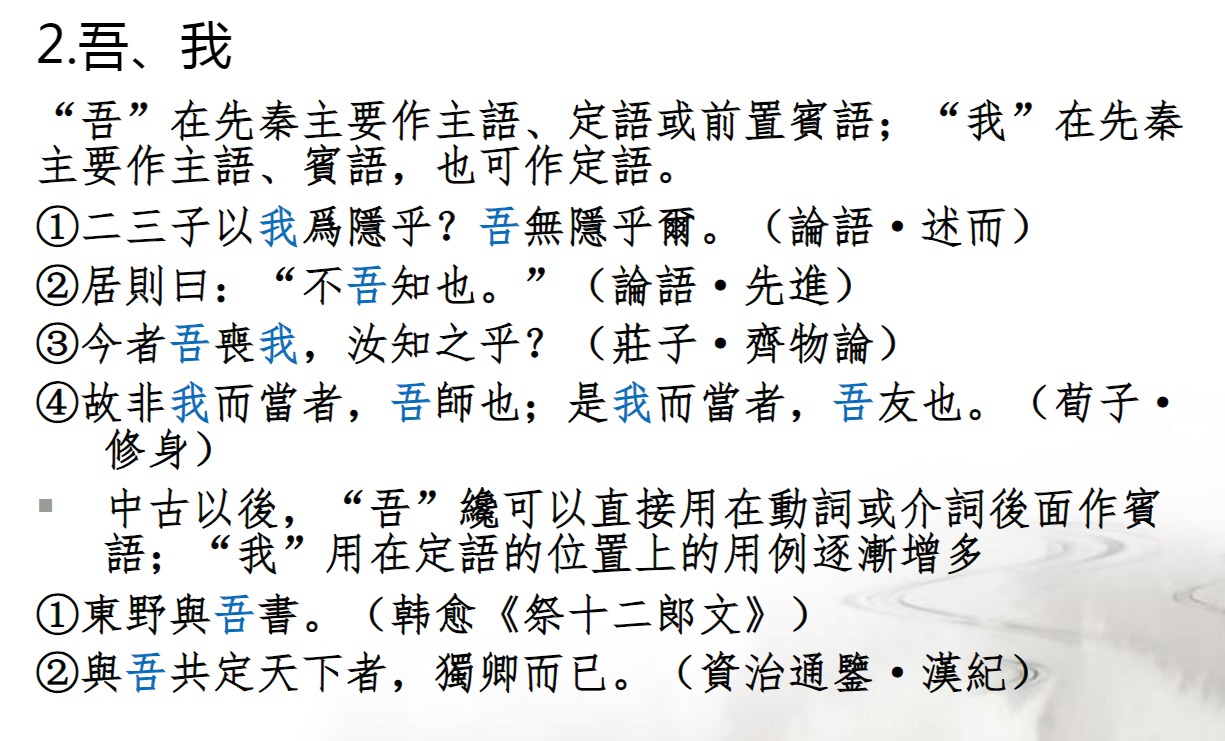 2.吾、我
“吾”在先秦主要作主語、定語或前置賓語；“我”在先秦
主要作主語、賓語，也可作定語。
①二三子以我爲隱乎？吾無隱乎爾。（論語·述而）
②居則曰：“不吾知也。”（論語·先進）
③今者吾喪我，汝知之乎？（莊子·齊物論）
④故非我而當者，吾師也；是我而當者，吾友也。（荀子·
修身）
▪ 中古以後，“吾”纔可以直接用在動詞或介詞後面作賓
語；“我”用在定語的位置上的用例逐漸增多
①東野與吾書。（韩愈《祭十二郎文》）
②與吾共定天下者，獨卿而已。（資治通鑒·漢紀）